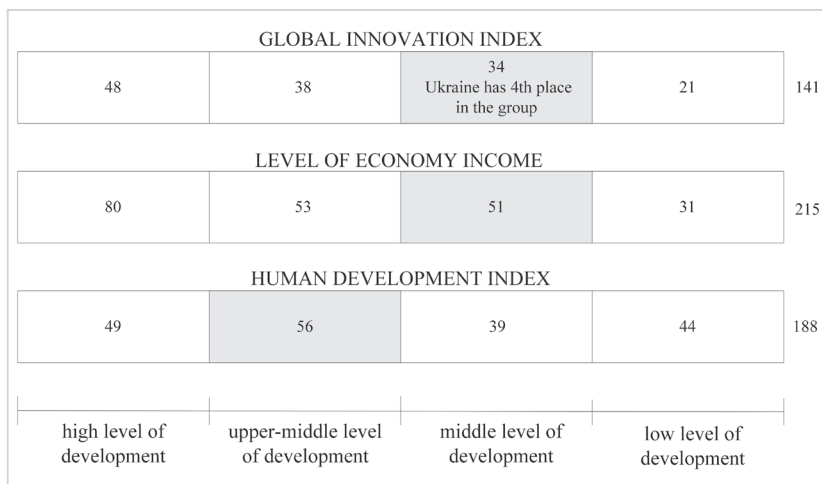 GLOBAL INNOVATION INDEX
48
38
34
Ukraine has 4th place
in the group
21
141
LEVEL OF ECONOMY INCOME
80
53
51
31
215
HUMAN DEVELOPMENT INDEX
49
56
39
44
188
high level of
development
upper-middle level
of development
middle level of
development
low level of
development